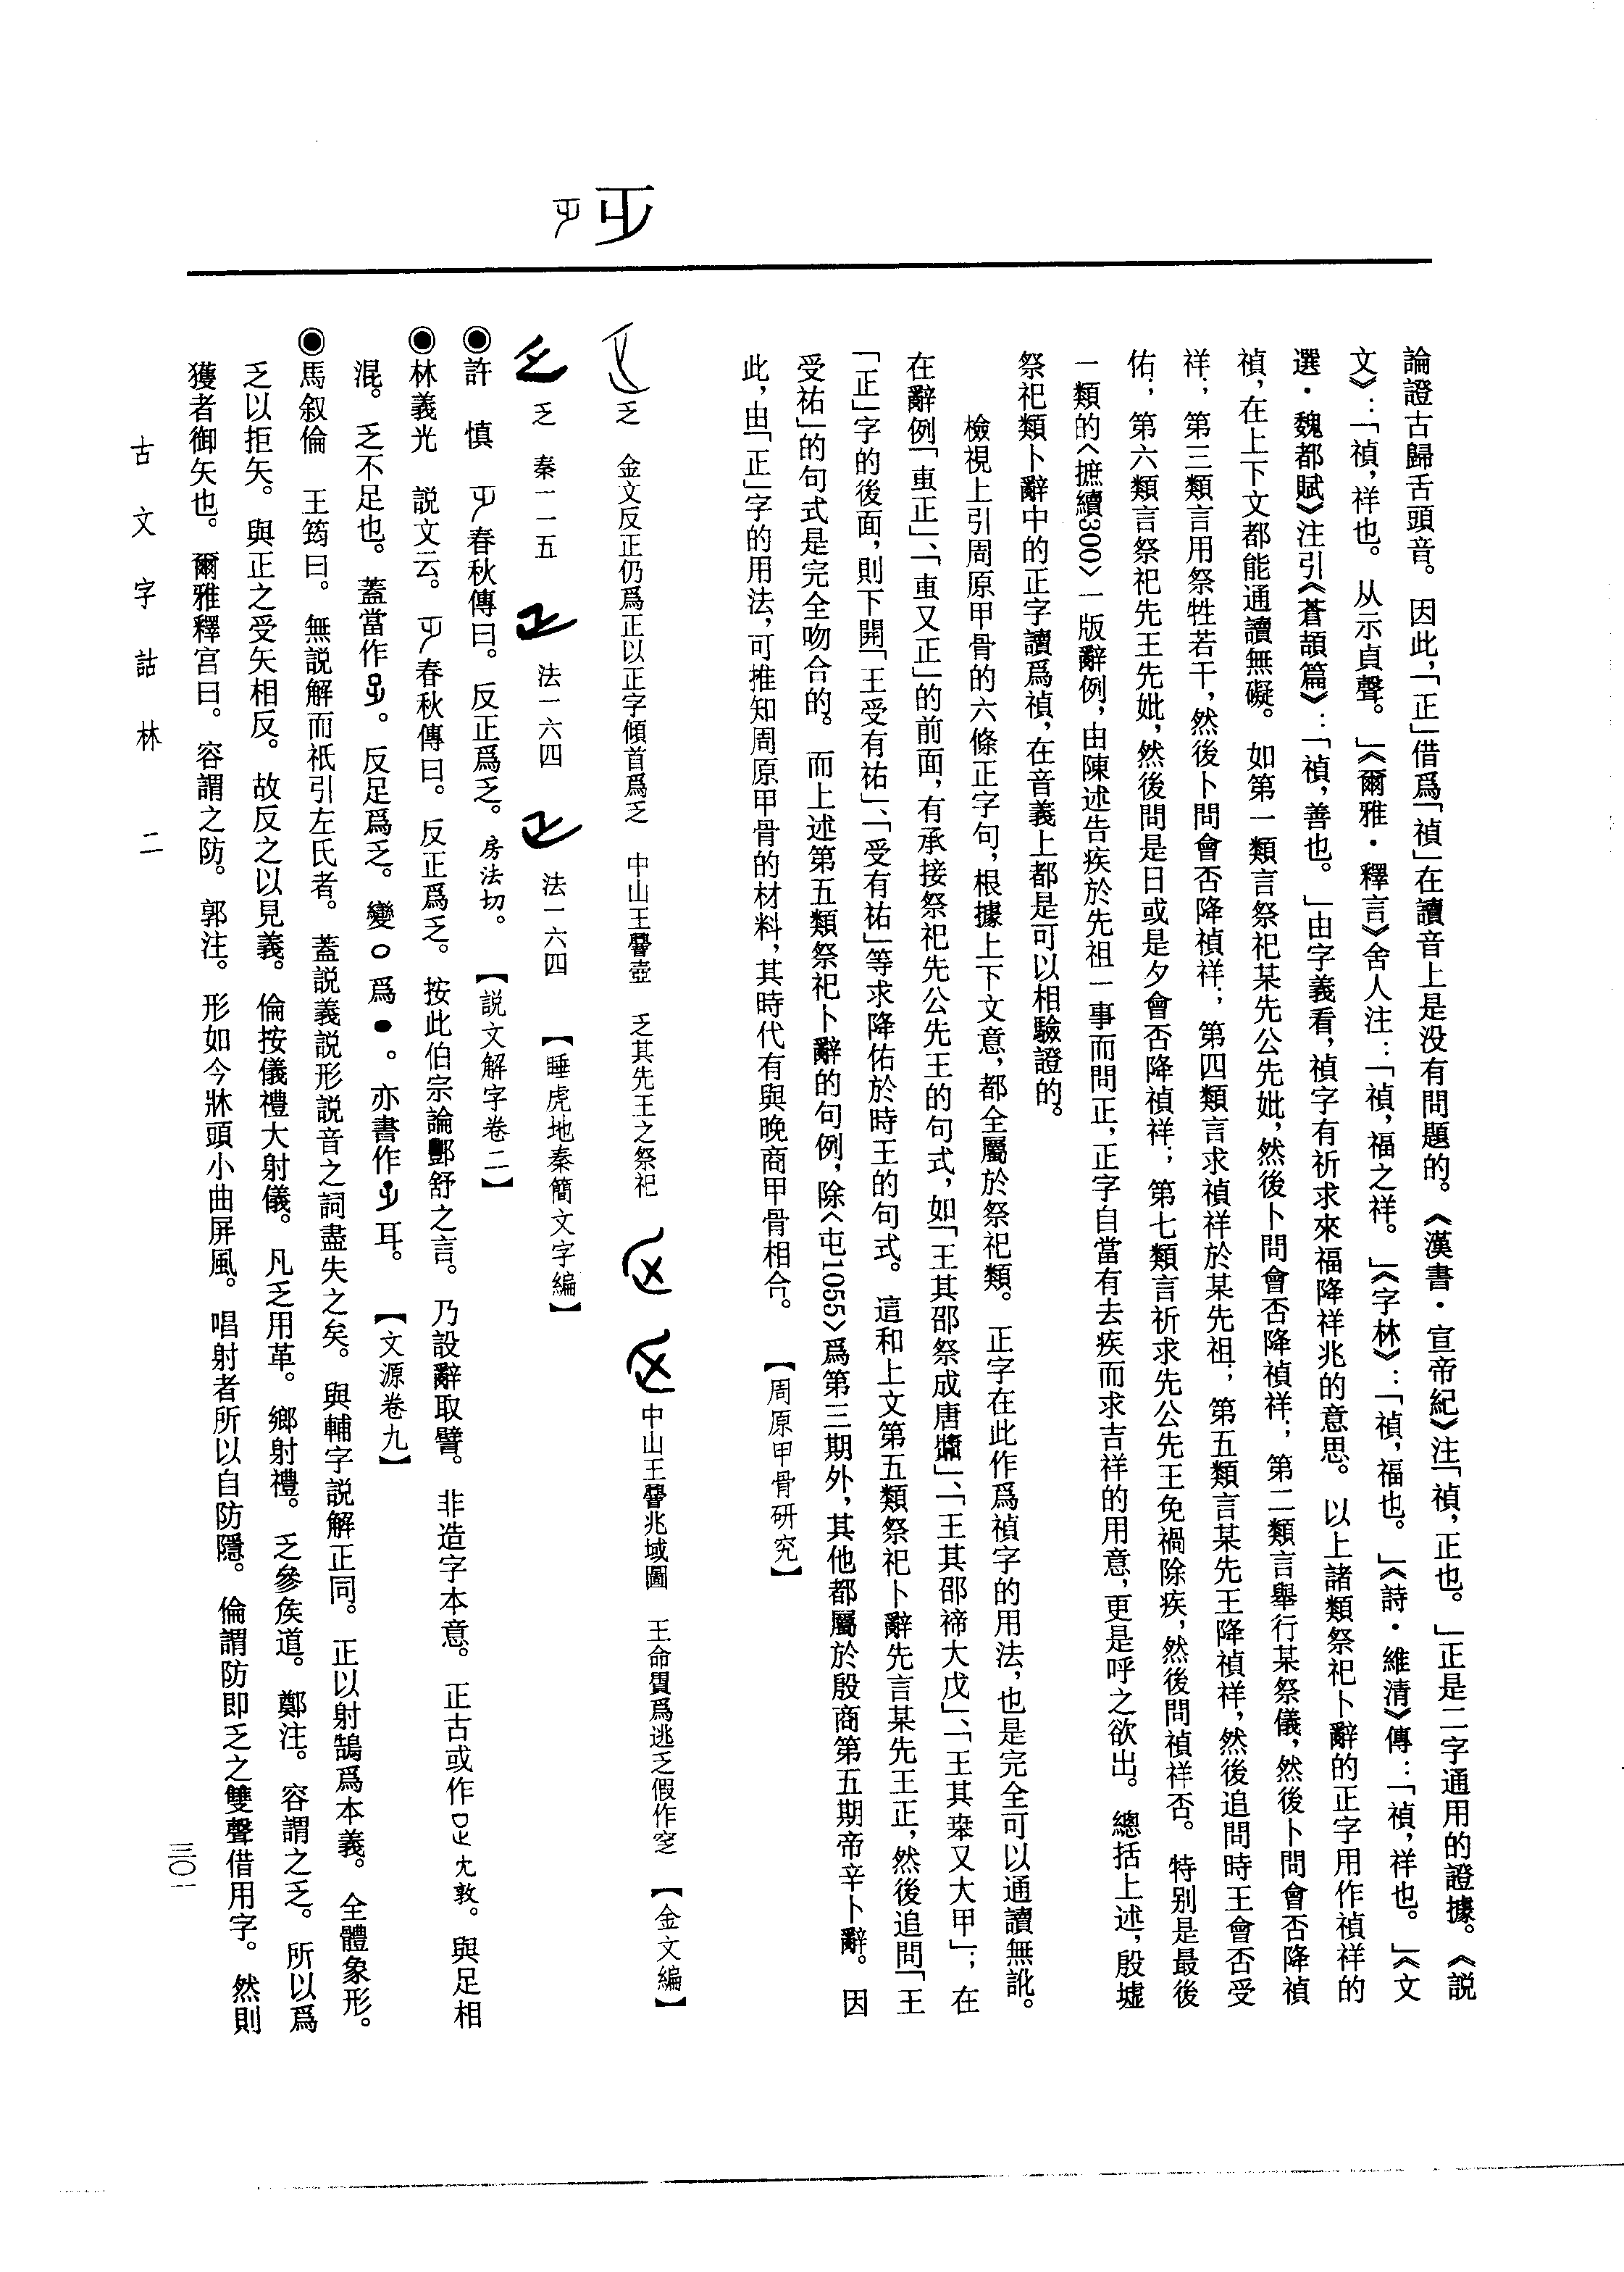 論證古歸舌頭音。因此,「正」借爲「禎」在讀音上是没有問題的。《漢書·宣帝紀》注「禎,正也。」正是二字通用的證據。《説
文》:「禎,祥也。从示貞聲。」《爾雅·釋言》舍人注:「禎,福之祥。」《字林》:「禎,福也。」《詩·維清》傳:「禎,祥也。」《文
選·魏都賦》注引《蒼頡篇》:「禎,善也。」由字義看,禎字有祈求來福降祥兆的意思。以上諸類祭祀卜辭的正字用作禎祥的
禎,在上下文都能通讀無礙。如第一類言祭祀某先公先妣,然後卜問會否降禎祥;第二類言舉行某祭儀,然後卜問會否降禎
祥;第三類言用祭牲若干,然後卜問會否降禎祥;第四類言求禎祥於某先祖;第五類言某先王降禎祥,然後追問時王會否受
佑;第六類言祭祀先王先妣,然後問是日或是夕會否降禎祥;第七類言祈求先公先王免禍除疾,然後問禎祥否。特别是最後
一類的〈摭續300〉一版辭例,由陳述告疾於先祖一事而問正,正字自當有去疾而求吉祥的用意,更是呼之欲出。總括上述,殷墟
祭祀類卜辭中的正字讀爲禎,在音義上都是可以相驗證的。
檢視上引周原甲骨的六條正字句,根據上下文意,都全屬於祭祀類。正字在此作爲禎字的用法,也是完全可以通讀無訛。
在辭例「叀正」、「叀又正」的前面,有承接祭祀先公先王的句式,如「王其邵祭成唐」、「王其邵禘大戊」、「王其𠦪又大甲」;在
「正」字的後面,則下開「王受有祐」、「受有祐」等求降佑於時王的句式。這和上文第五類祭祀卜辭先言某先王正,然後追問「王
受祐」的句式是完全吻合的。而上述第五類祭祀卜辭的句例,除〈屯1055〉爲第三期外,其他都屬於殷商第五期帝辛卜辭。因
此,由「正」字的用法,可推知周原甲骨的材料,其時代有與晚商甲骨相合。【周原甲骨研究】
乏 金文反正仍爲正以正字傾首爲乏 中山王𰯼壺 乏其先王之祭祀 中山王𰯼兆域圖 王命賙爲逃乏假作窆 【金文編】
乏 秦一一五 法一六四 法一六四 【睡虎地秦簡文字編】
◉許 慎 春秋傳曰。反正爲乏。房法切。【説文解字卷二】
◉林義光 説文云。春秋傳曰。反正爲乏。按此伯宗論酆舒之言。乃設辭取譬。非造字本意。正古或作尤敦。與足相
混。乏不足也。蓋當作。反足爲乏。變爲。亦書作耳。【文源卷九】
◉馬叙倫 王筠曰。無説解而祇引左氏者。蓋説義説形説音之詞盡失之矣。與輔字説解正同。正以射鵠爲本義。全體象形。
乏以拒矢。與正之受矢相反。故反之以見義。倫按儀禮大射儀。凡乏用革。鄉射禮。乏參矦道。鄭注。容謂之乏。所以爲
獲者御矢也。爾雅釋宫曰。容謂之防。郭注。形如今牀頭小曲屏風。唱射者所以自防隱。倫謂防即乏之雙聲借用字。然則
古文字詁林 二
三〇一